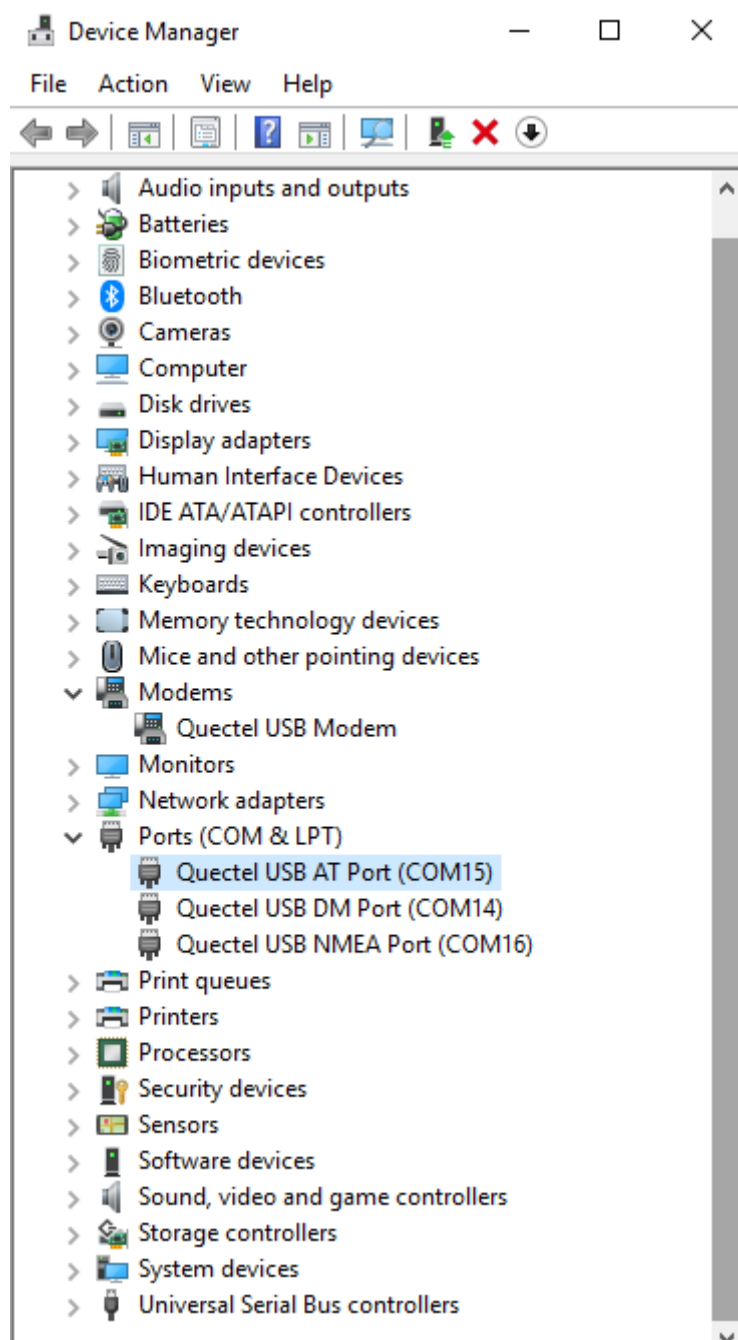 Device Manager
File Action View Help
Audio inputs and outputs
Batteries
Biometric devices
Bluetooth
Cameras
Computer
Disk drives
Display adapters
Human Interface Devices
IDE ATA/ATAPI controllers
Imaging devices
Keyboards
Memory technology devices
Mice and other pointing devices
Modems
Quectel USB Modem
Monitors
Network adapters
Ports (COM & LPT)
Quectel USB AT Port (COM15)
Quectel USB DM Port (COM14)
Quectel USB NMEA Port (COM16)
Print queues
Printers
Processors
Security devices
Sensors
Software devices
Sound, video and game controllers
Storage controllers
System devices
Universal Serial Bus controllers